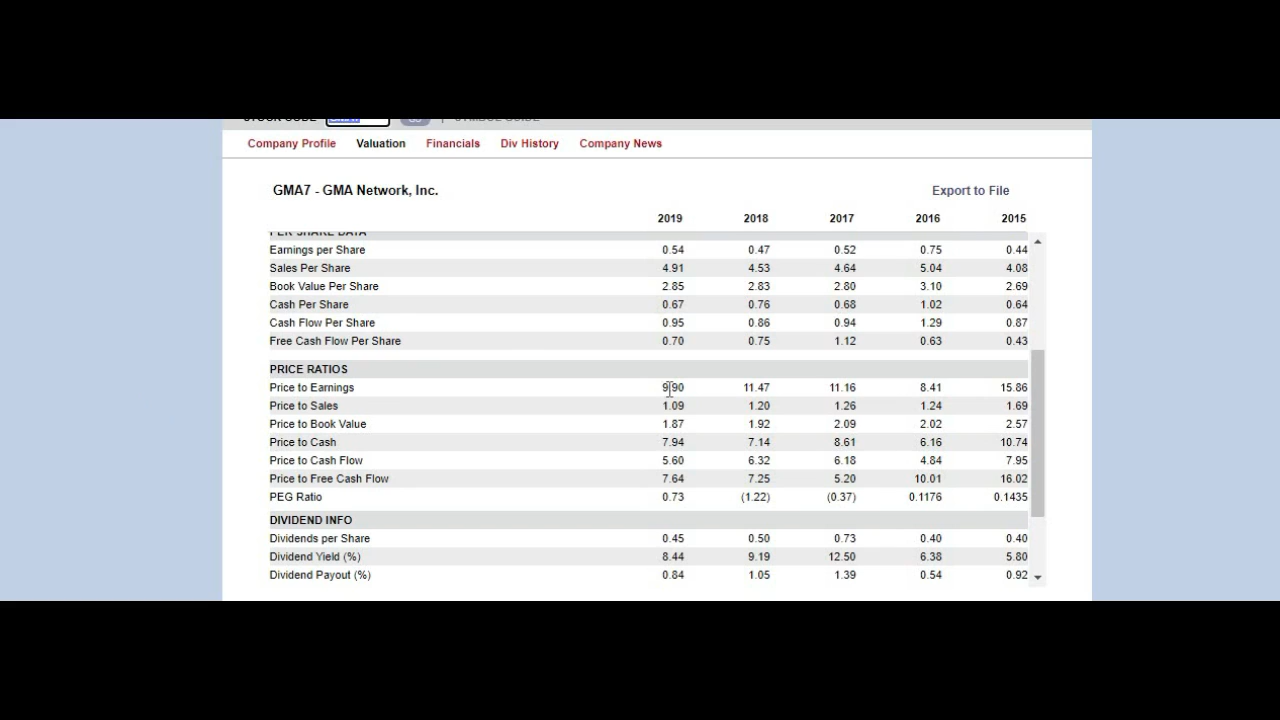 STOCK CODE GO | SYMBOL GUIDE
Company Profile Valuation Financials Div History Company News
GMA7 - GMA Network, Inc. Export to File
2019 2018 2017 2016 2015
PER SHARE DATA
Earnings per Share 0.54 0.47 0.52 0.75 0.44
Sales Per Share 4.91 4.53 4.64 5.04 4.08
Book Value Per Share 2.85 2.83 2.80 3.10 2.69
Cash Per Share 0.67 0.76 0.68 1.02 0.64
Cash Flow Per Share 0.95 0.86 0.94 1.29 0.87
Free Cash Flow Per Share 0.70 0.75 1.12 0.63 0.43
PRICE RATIOS
Price to Earnings 9.90 11.47 11.16 8.41 15.86
Price to Sales 1.09 1.20 1.26 1.24 1.69
Price to Book Value 1.87 1.92 2.09 2.02 2.57
Price to Cash 7.94 7.14 8.61 6.16 10.74
Price to Cash Flow 5.60 6.32 6.18 4.84 7.95
Price to Free Cash Flow 7.64 7.25 5.20 10.01 16.02
PEG Ratio 0.73 (1.22) (0.37) 0.1176 0.1435
DIVIDEND INFO
Dividends per Share 0.45 0.50 0.73 0.40 0.40
Dividend Yield (%) 8.44 9.19 12.50 6.38 5.80
Dividend Payout (%) 0.84 1.05 1.39 0.54 0.92